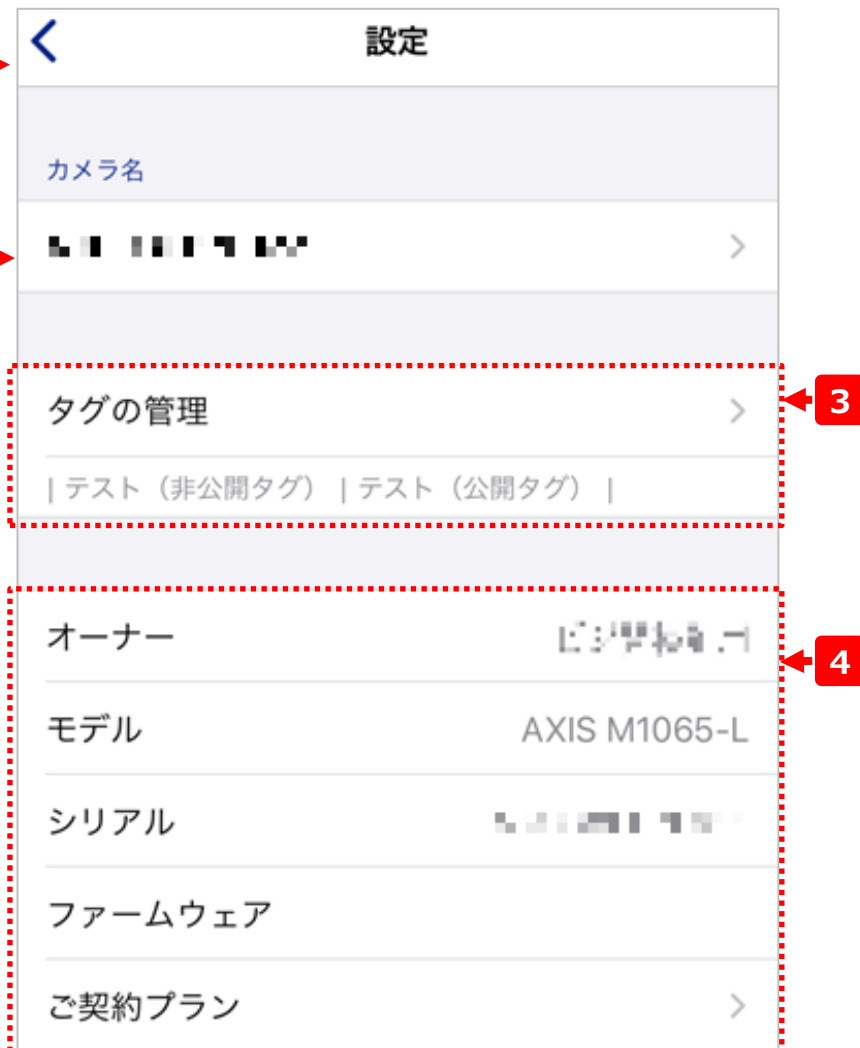 設定
カメラ名
タグの管理
3
| テスト（非公開タグ） | テスト（公開タグ） |
オーナー
4
モデル AXIS M1065-L
シリアル
ファームウェア
ご契約プラン